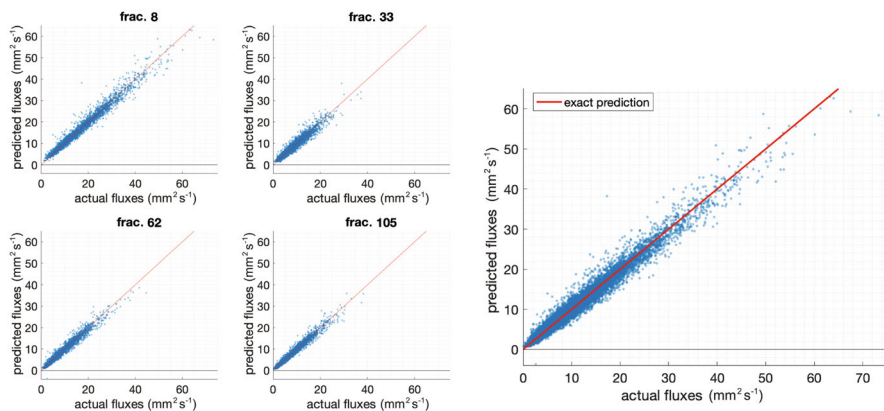 frac. 8
predicted fluxes (mm² s⁻¹)
60
50
40
30
20
10
0
0 20 40 60
actual fluxes (mm² s⁻¹)
frac. 33
predicted fluxes (mm² s⁻¹)
60
50
40
30
20
10
0
0 20 40 60
actual fluxes (mm² s⁻¹)
frac. 62
predicted fluxes (mm² s⁻¹)
60
50
40
30
20
10
0
0 20 40 60
actual fluxes (mm² s⁻¹)
frac. 105
predicted fluxes (mm² s⁻¹)
60
50
40
30
20
10
0
0 20 40 60
actual fluxes (mm² s⁻¹)
exact prediction
predicted fluxes (mm² s⁻¹)
60
50
40
30
20
10
0
0 10 20 30 40 50 60 70
actual fluxes (mm² s⁻¹)